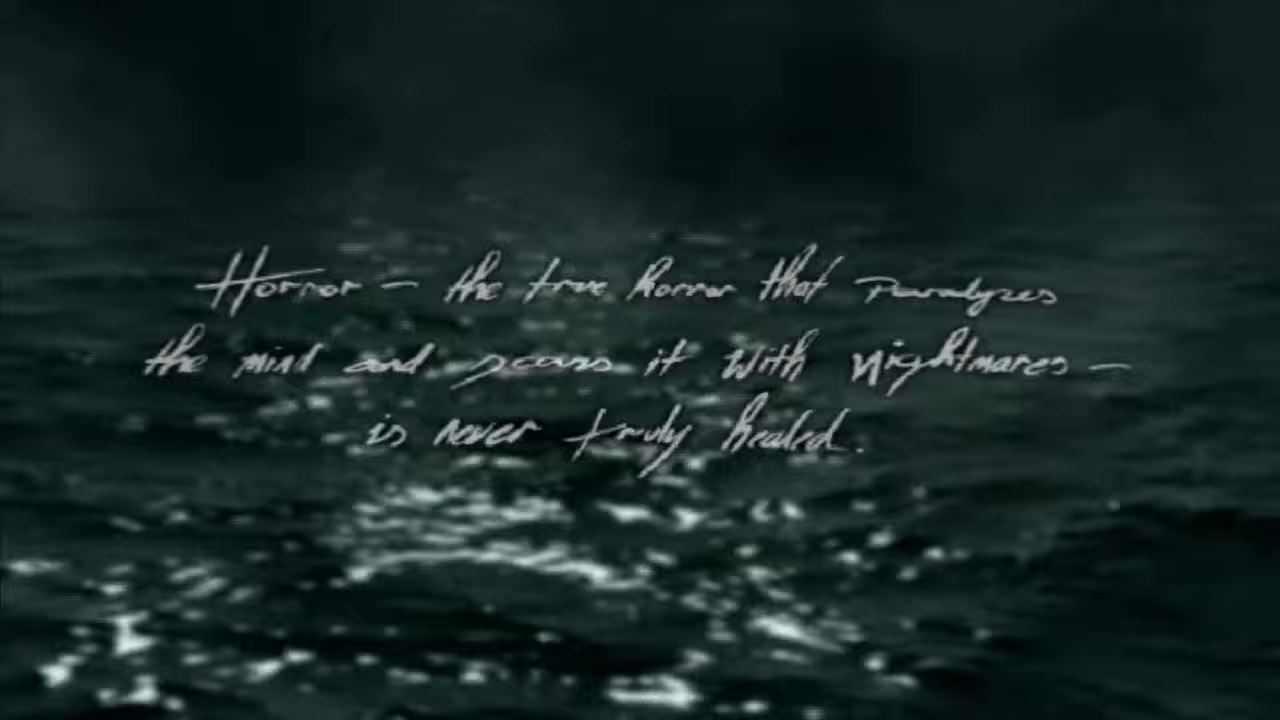 Horror - the true horror that paralyzes
the mind and scars it with nightmares -
is never truly healed.